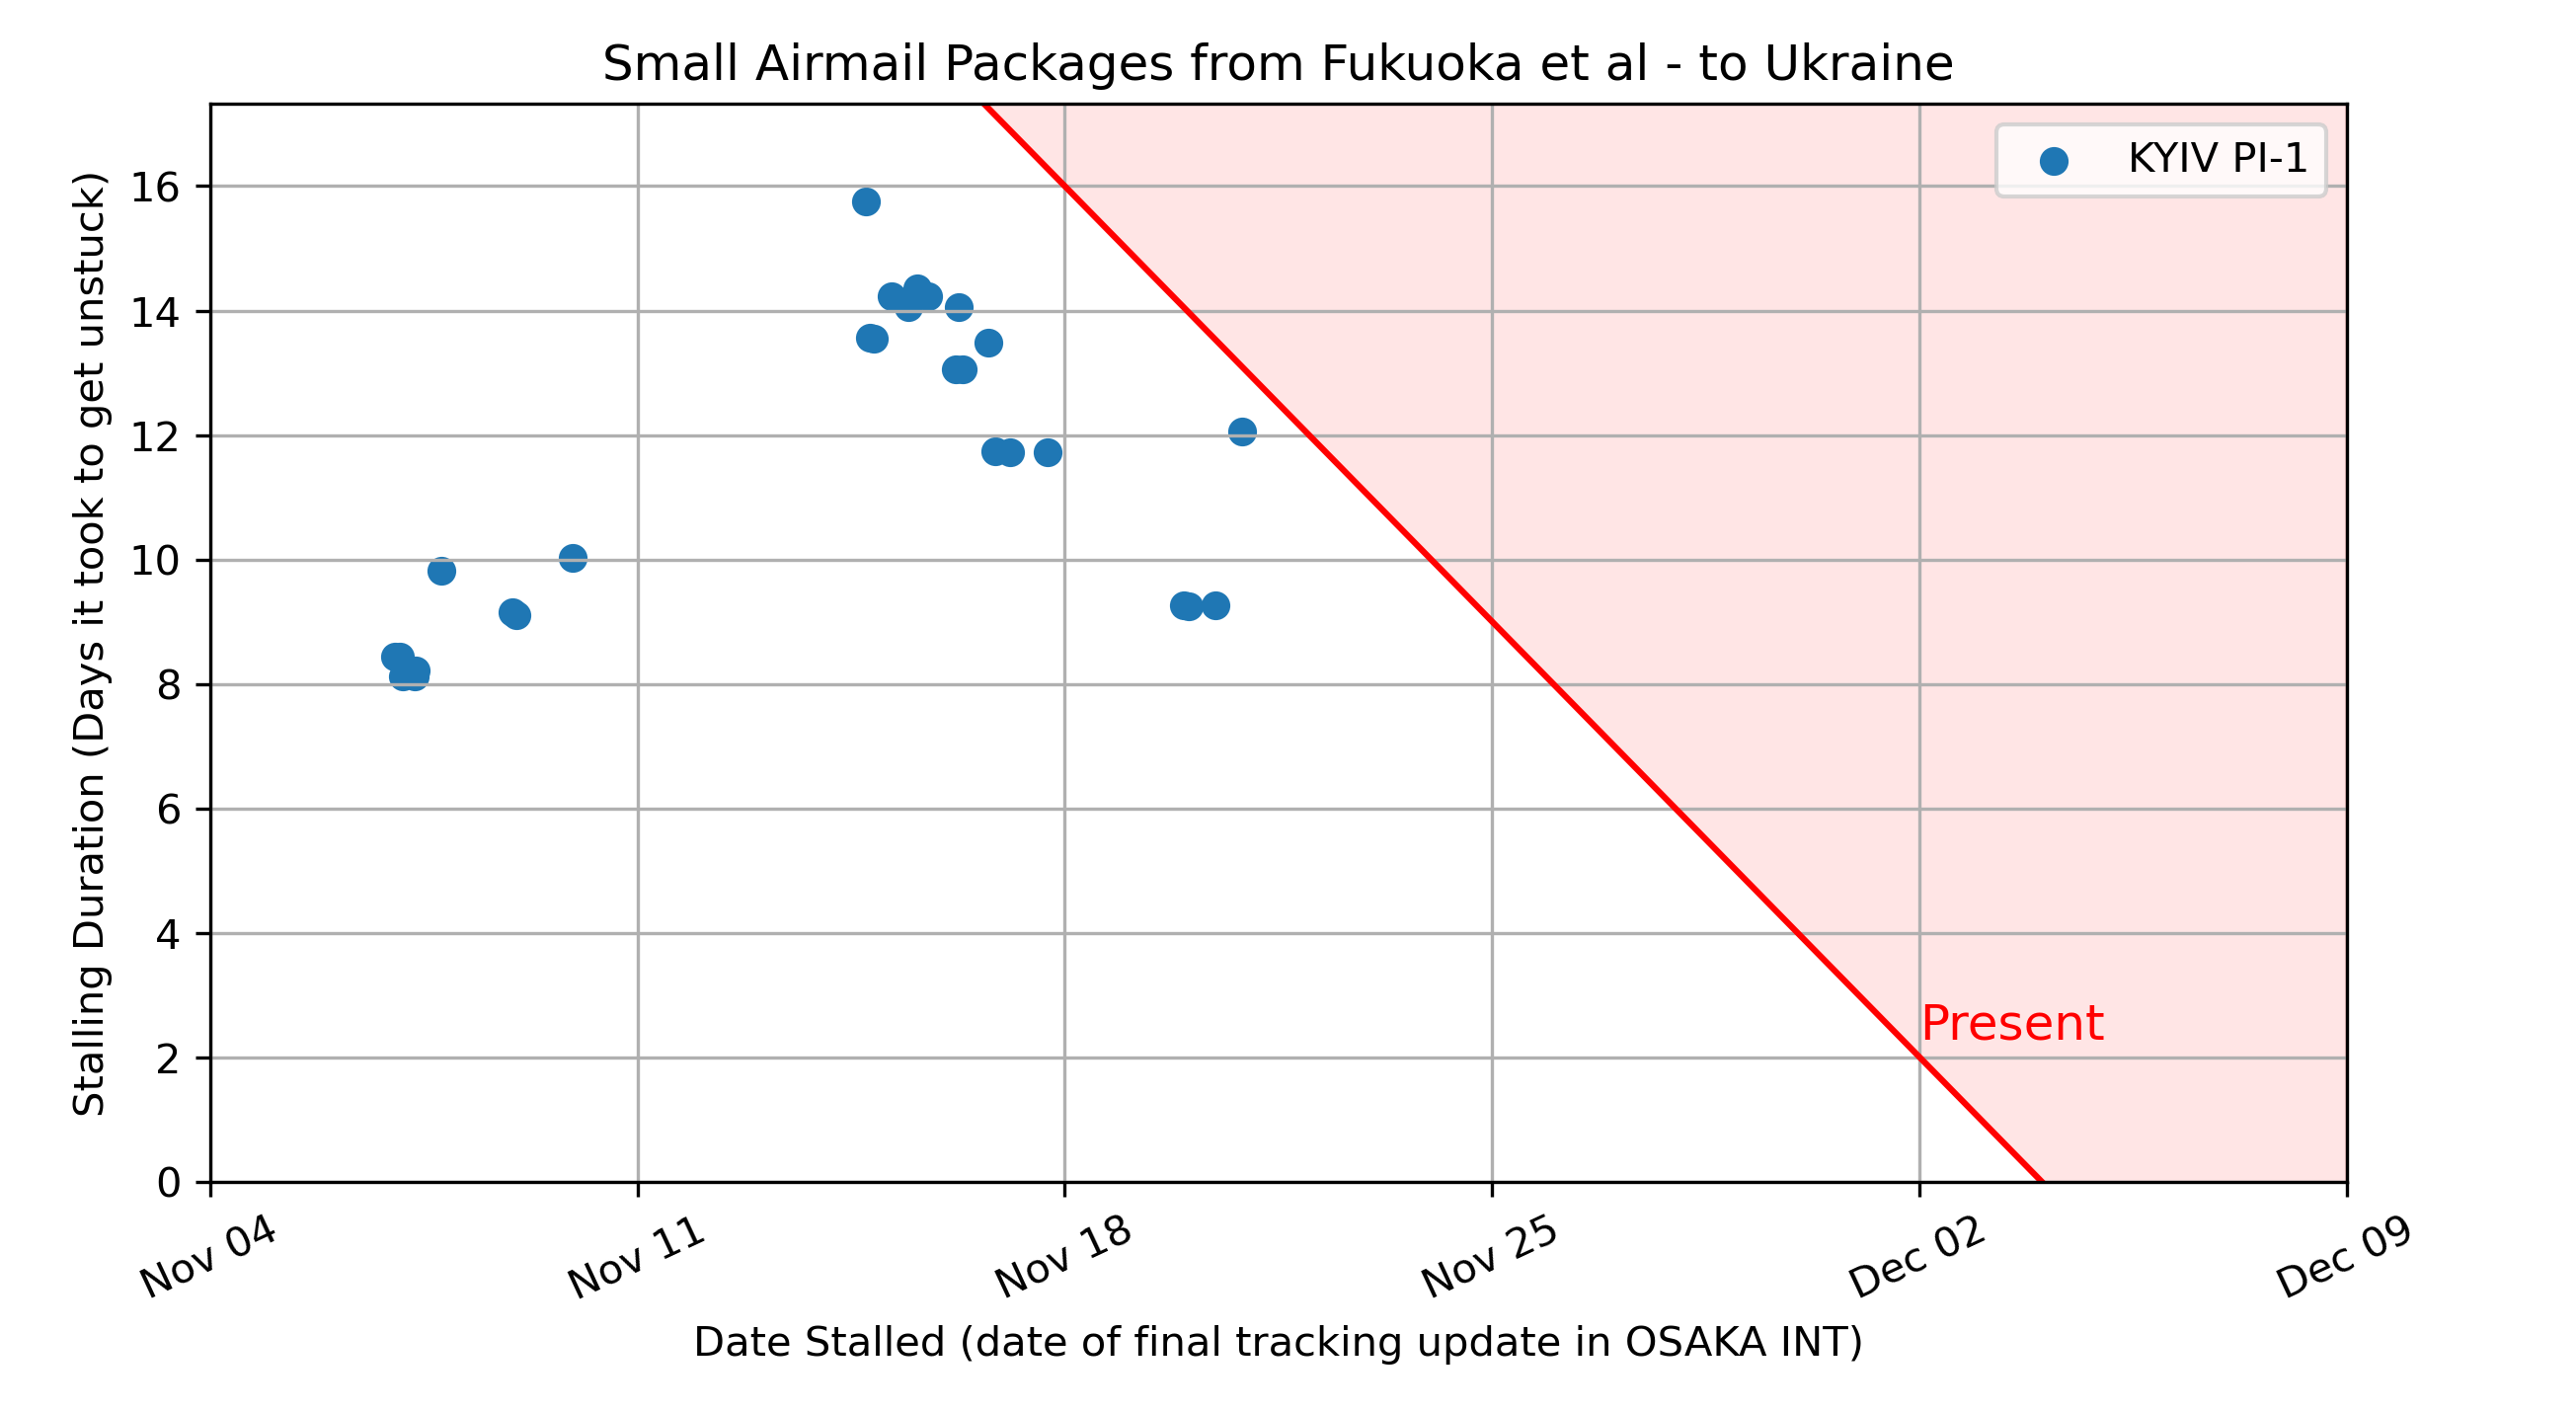 Small Airmail Packages from Fukuoka et al - to Ukraine
KYIV PI-1
Stalling Duration (Days it took to get unstuck)
16
14
12
10
8
6
4
2
0
Present
Nov 04
Nov 11
Nov 18
Nov 25
Dec 02
Dec 09
Date Stalled (date of final tracking update in OSAKA INT)